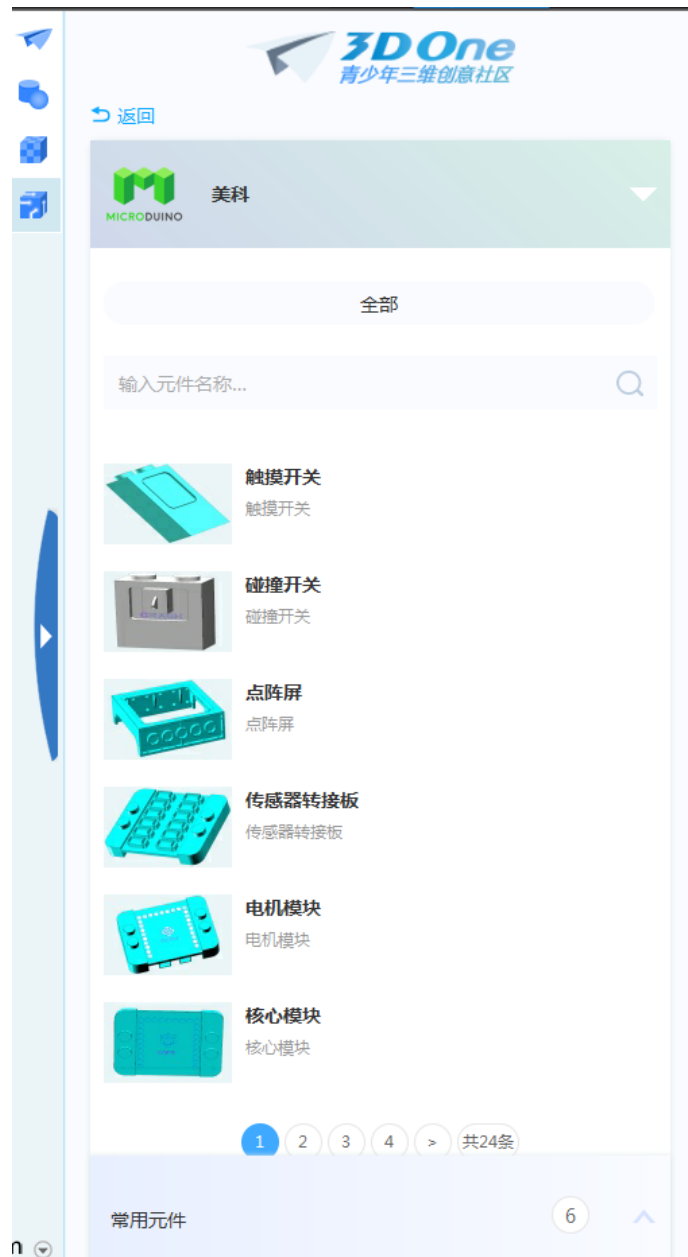 3D One
青少年三维创意社区
返回
MICRODUINO
美科
全部
输入元件名称...
触摸开关
触摸开关
碰撞开关
碰撞开关
点阵屏
点阵屏
传感器转接板
传感器转接板
电机模块
电机模块
核心模块
核心模块
1 2 3 4 > 共24条
常用元件 6